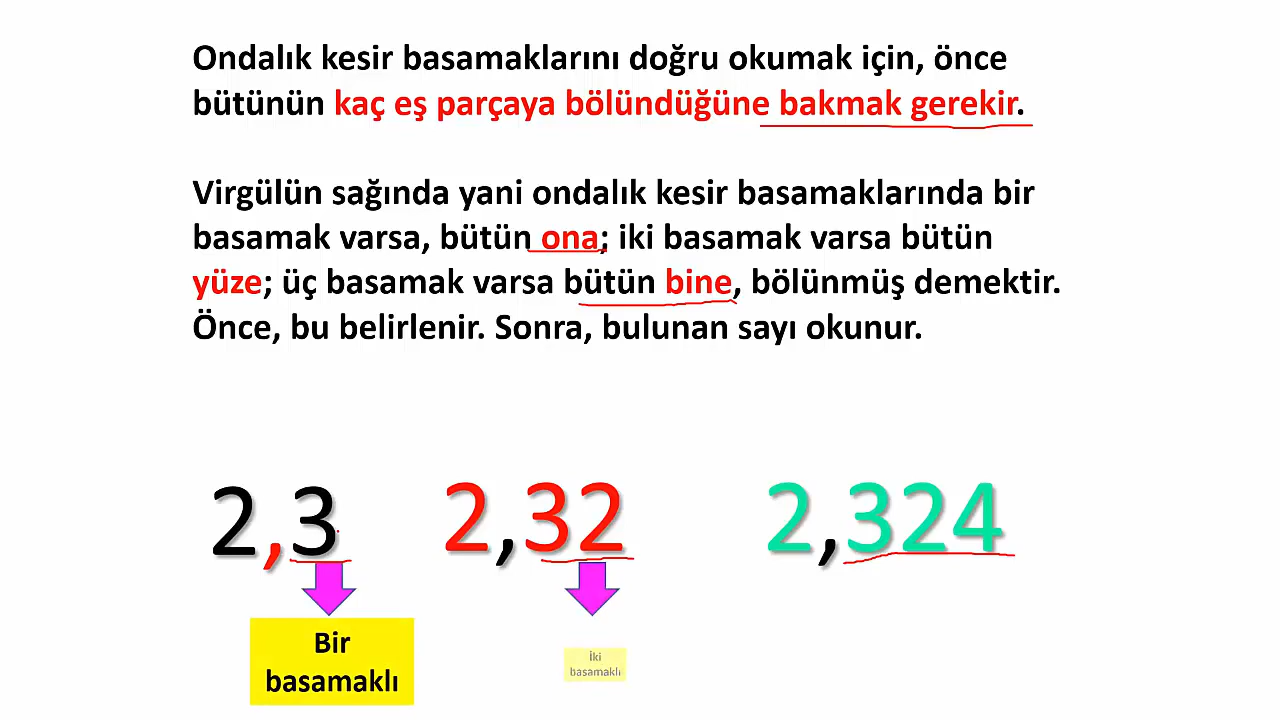 Ondalık kesir basamaklarını doğru okumak için, önce
bütünün kaç eş parçaya bölündüğüne bakmak gerekir.
Virgülün sağında yani ondalık kesir basamaklarında bir
basamak varsa, bütün ona; iki basamak varsa bütün
yüze; üç basamak varsa bütün bine, bölünmüş demektir.
Önce, bu belirlenir. Sonra, bulunan sayı okunur.
2,3 2,32 2,324
Bir
basamaklı
İki
basamaklı